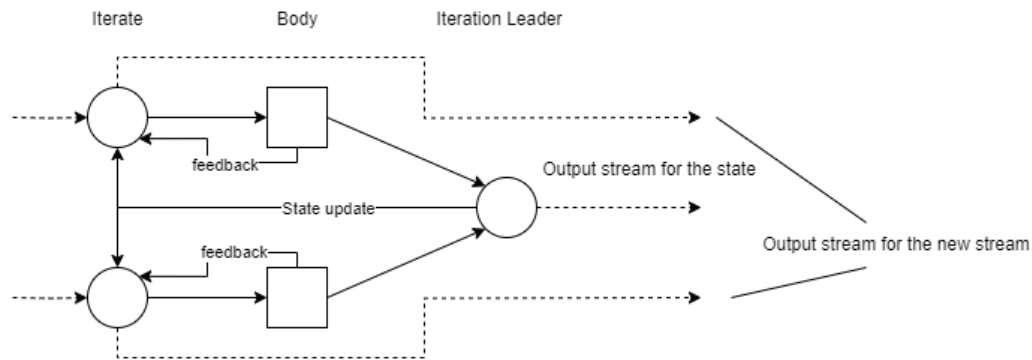 Iterate
Body
Iteration Leader
feedback
Output stream for the state
State update
Output stream for the new stream
feedback